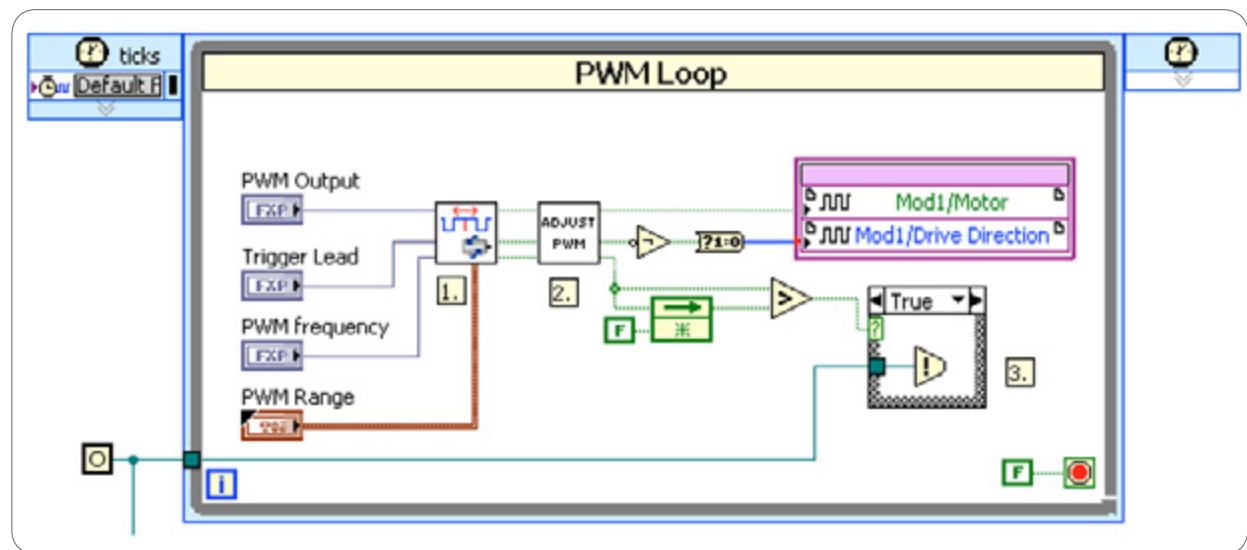 ticks
Default F
PWM Loop
PWM Output
FXP
Trigger Lead
FXP
PWM frequency
FXP
PWM Range
1.
ADJUST
PWM
2.
?1:0
Mod1/Motor
Mod1/Drive Direction
F
>
True
?
!
3.
i
F